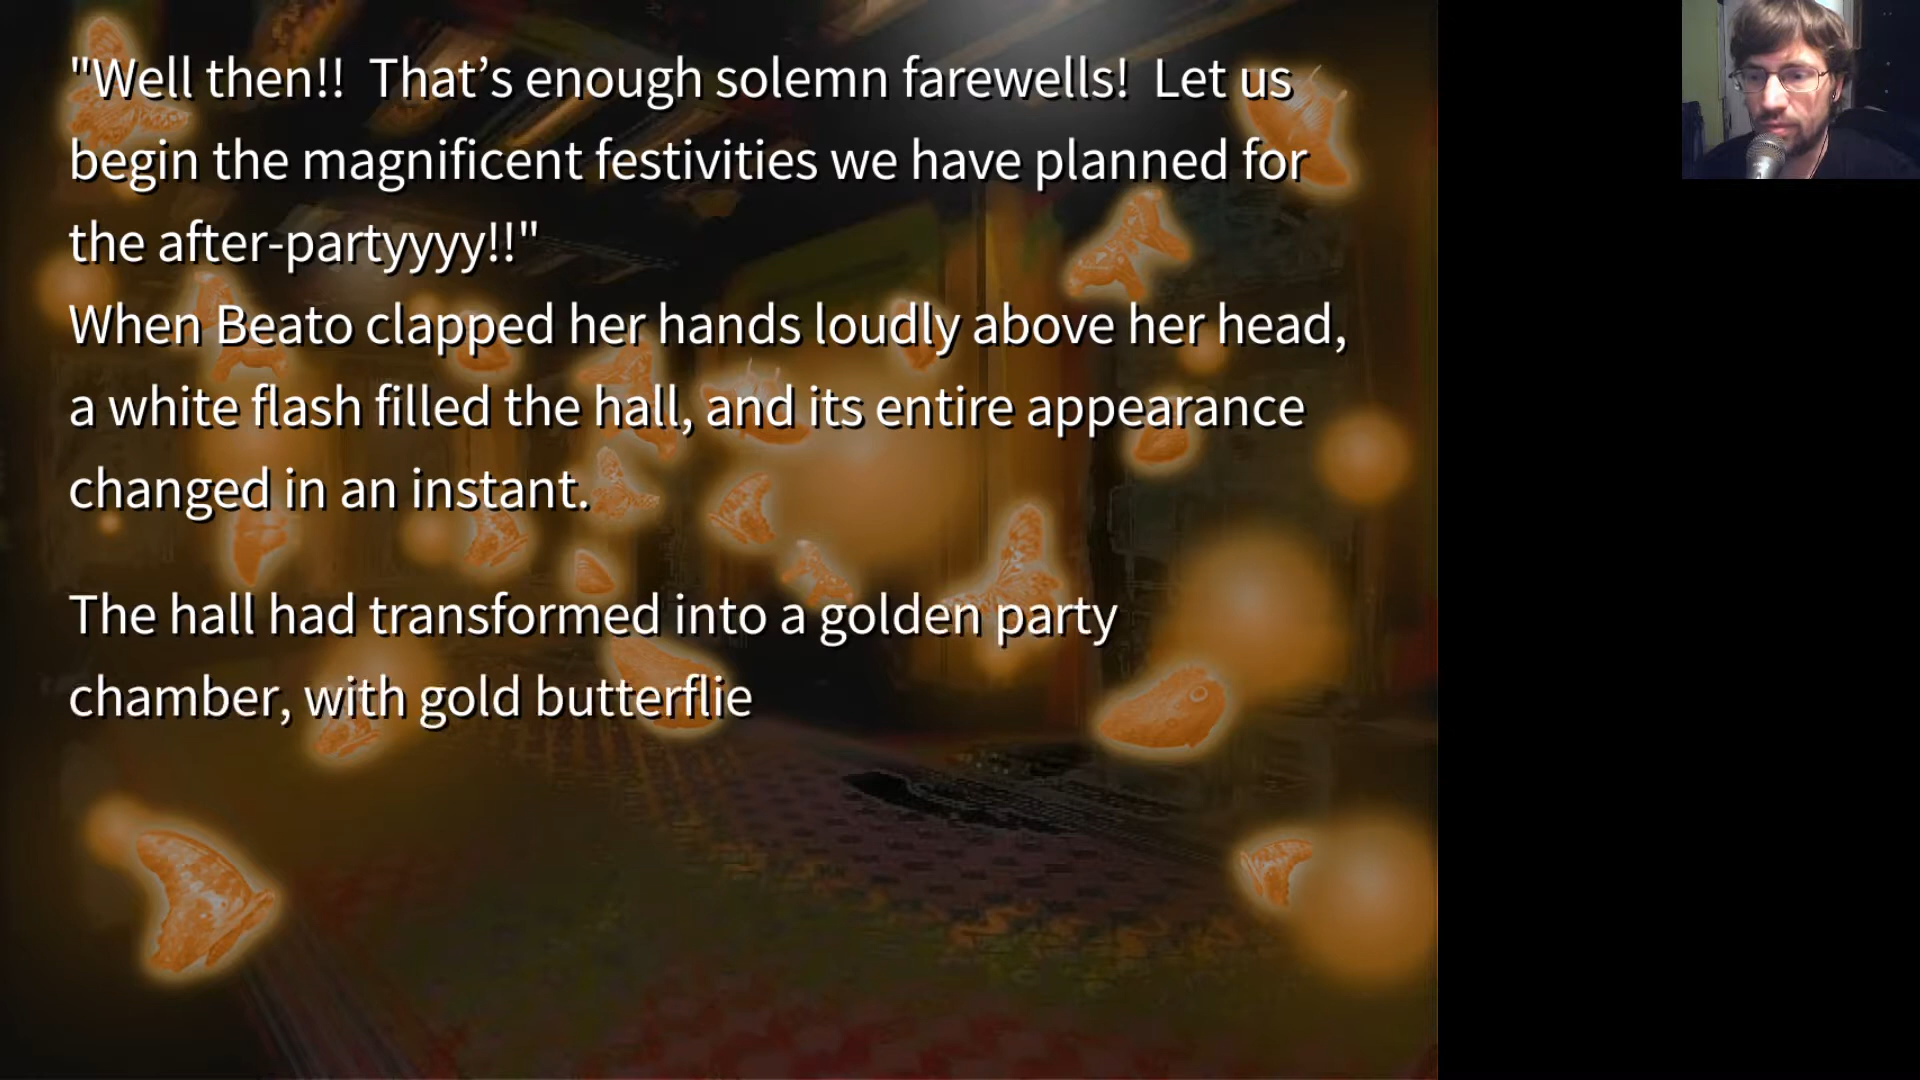 "Well then!!  That’s enough solemn farewells!  Let us
begin the magnificent festivities we have planned for
the after-partyyyy!!"
When Beato clapped her hands loudly above her head,
a white flash filled the hall, and its entire appearance
changed in an instant.
The hall had transformed into a golden party
chamber, with gold butterflie